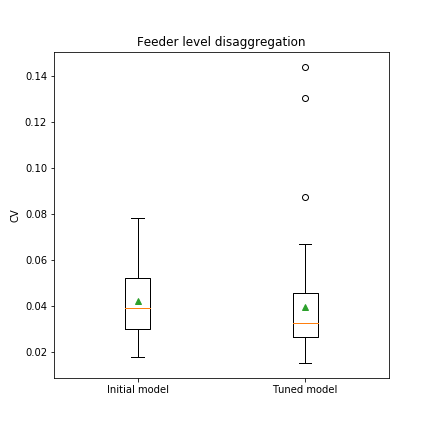 Feeder level disaggregation
0.14
0.12
0.10
0.08
0.06
0.04
0.02
CV
Initial model
Tuned model